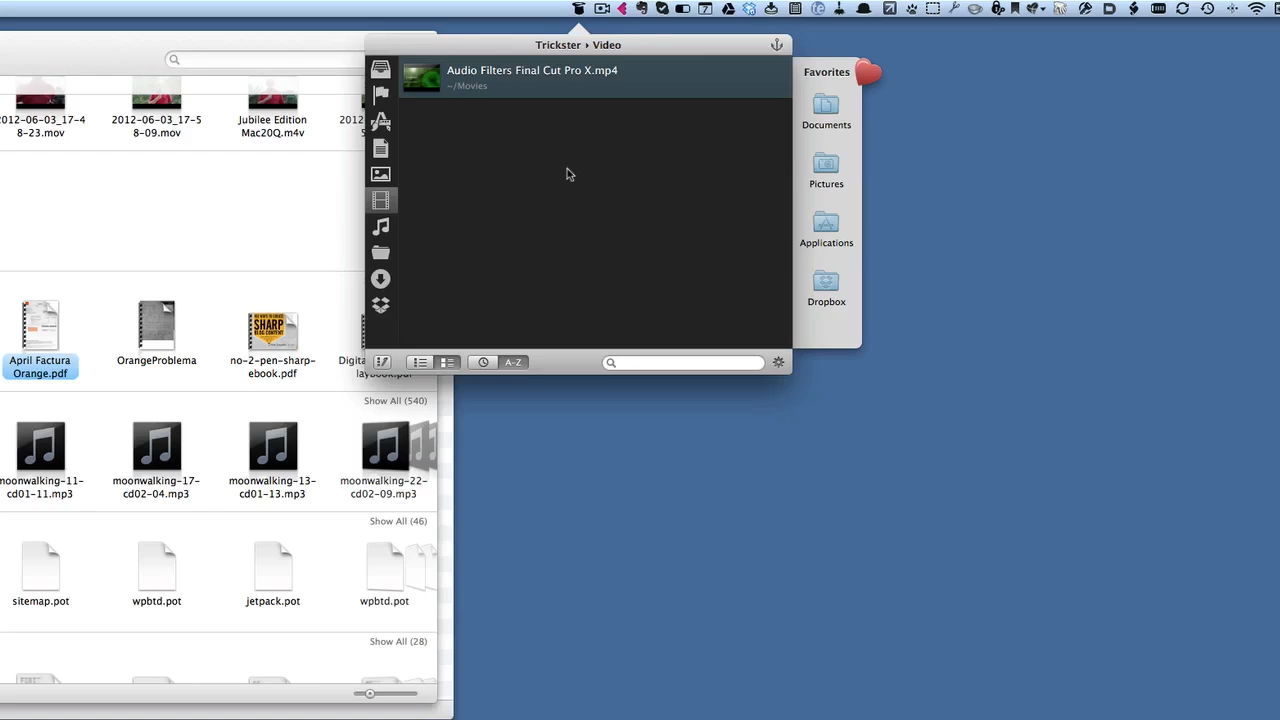 Trickster ▸ Video
Audio Filters Final Cut Pro X.mp4
~/Movies
Favorites
Documents
Pictures
Applications
Dropbox
A-Z
2012-06-03_17-4
8-23.mov
2012-06-03_17-5
8-09.mov
Jubilee Edition
Mac20Q.m4v
2012
April Factura
Orange.pdf
OrangeProblema
no-2-pen-sharp-
ebook.pdf
Digita
laybook.pdf
Show All (540)
moonwalking-11-
cd01-11.mp3
moonwalking-17-
cd02-04.mp3
moonwalking-13-
cd01-13.mp3
moonwalking-22-
cd02-09.mp3
Show All (46)
sitemap.pot
wpbtd.pot
jetpack.pot
wpbtd.pot
Show All (28)